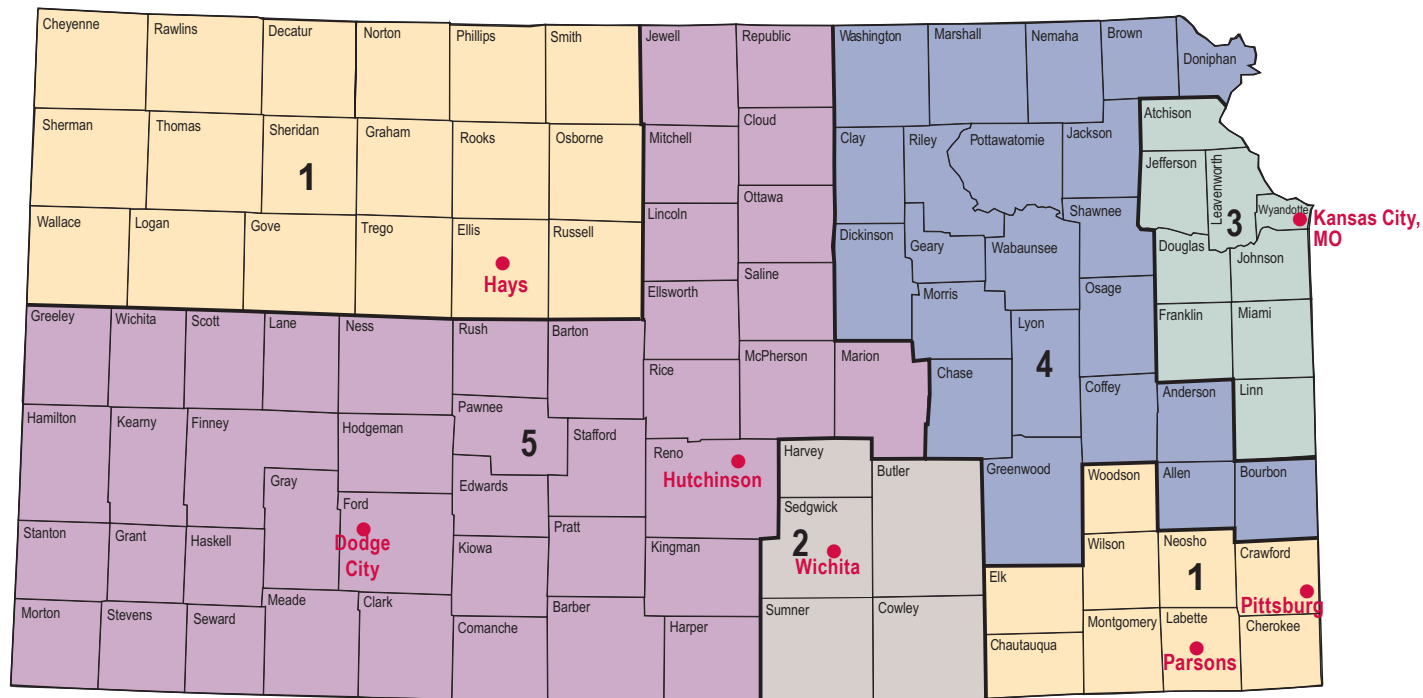 Cheyenne
Rawlins
Decatur
Norton
Phillips
Smith
Jewell
Republic
Washington
Marshall
Nemaha
Brown
Doniphan
Sherman
Thomas
Sheridan
Graham
Rooks
Osborne
Mitchell
Cloud
Clay
Riley
Pottawatomie
Jackson
Atchison
Jefferson
Leavenworth
Wyandotte
1
3
Kansas City,
MO
Wallace
Logan
Gove
Trego
Ellis
Russell
Lincoln
Ottawa
Dickinson
Geary
Wabaunsee
Shawnee
Douglas
Johnson
Hays
Ellsworth
Saline
Morris
Osage
Franklin
Miami
Greeley
Wichita
Scott
Lane
Ness
Rush
Barton
Rice
McPherson
Marion
Chase
Lyon
4
Coffey
Anderson
Linn
Hamilton
Kearny
Finney
Hodgeman
Pawnee
5
Stafford
Reno
Hutchinson
Harvey
Butler
Greenwood
Woodson
Allen
Bourbon
Gray
Ford
Dodge
City
Edwards
Sedgwick
2
Wichita
Stanton
Grant
Haskell
Kiowa
Pratt
Kingman
Elk
Wilson
Neosho
1
Crawford
Pittsburg
Morton
Stevens
Seward
Meade
Clark
Comanche
Barber
Harper
Sumner
Cowley
Chautauqua
Montgomery
Labette
Parsons
Cherokee